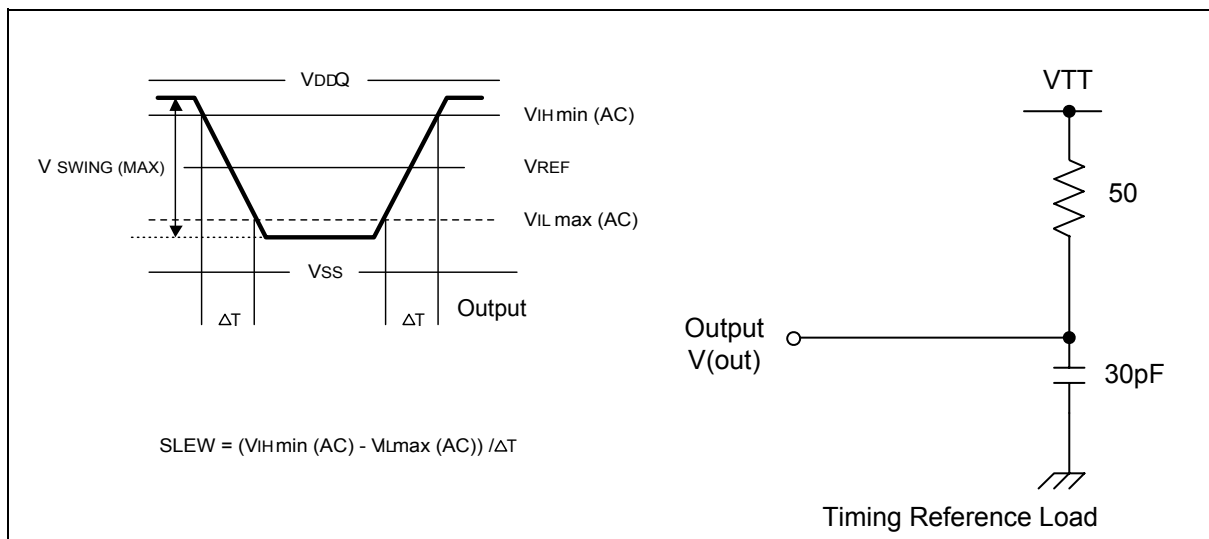 VDDQ
VIH min (AC)
V SWING (MAX)
VREF
VIL max (AC)
VSS
ΔT
ΔT
Output
SLEW = (VIH min (AC) - VILmax (AC)) /ΔT
VTT
50
Output
V(out)
30pF
Timing Reference Load